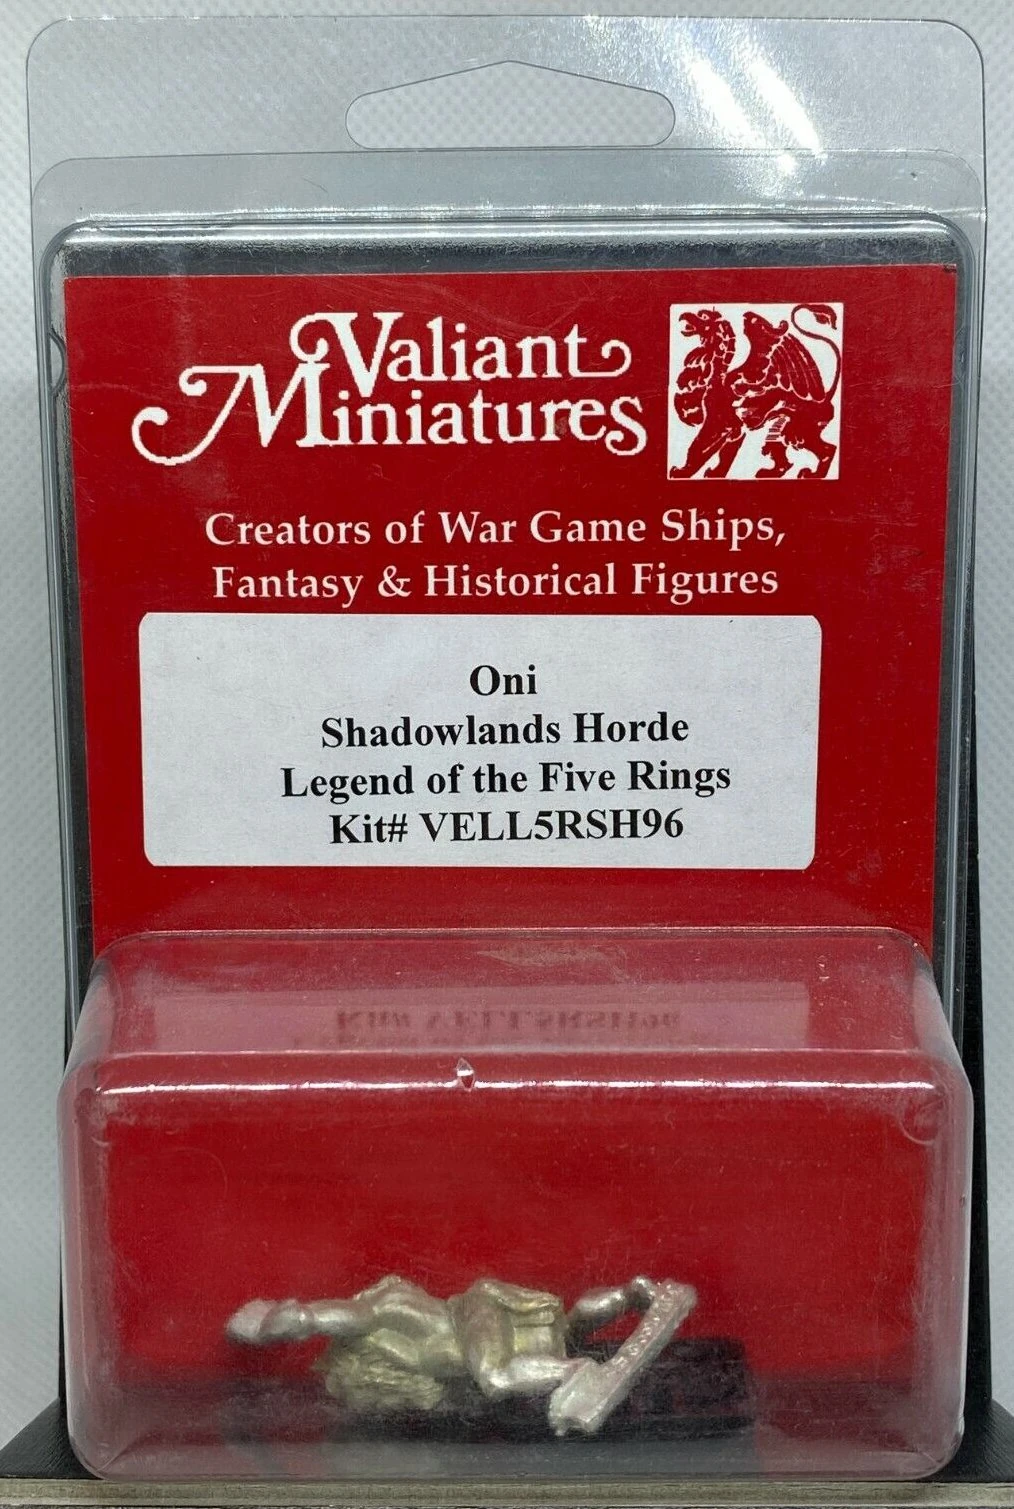 Valiant
Miniatures
Creators of War Game Ships,
Fantasy & Historical Figures
Oni
Shadowlands Horde
Legend of the Five Rings
Kit# VELL5RSH96